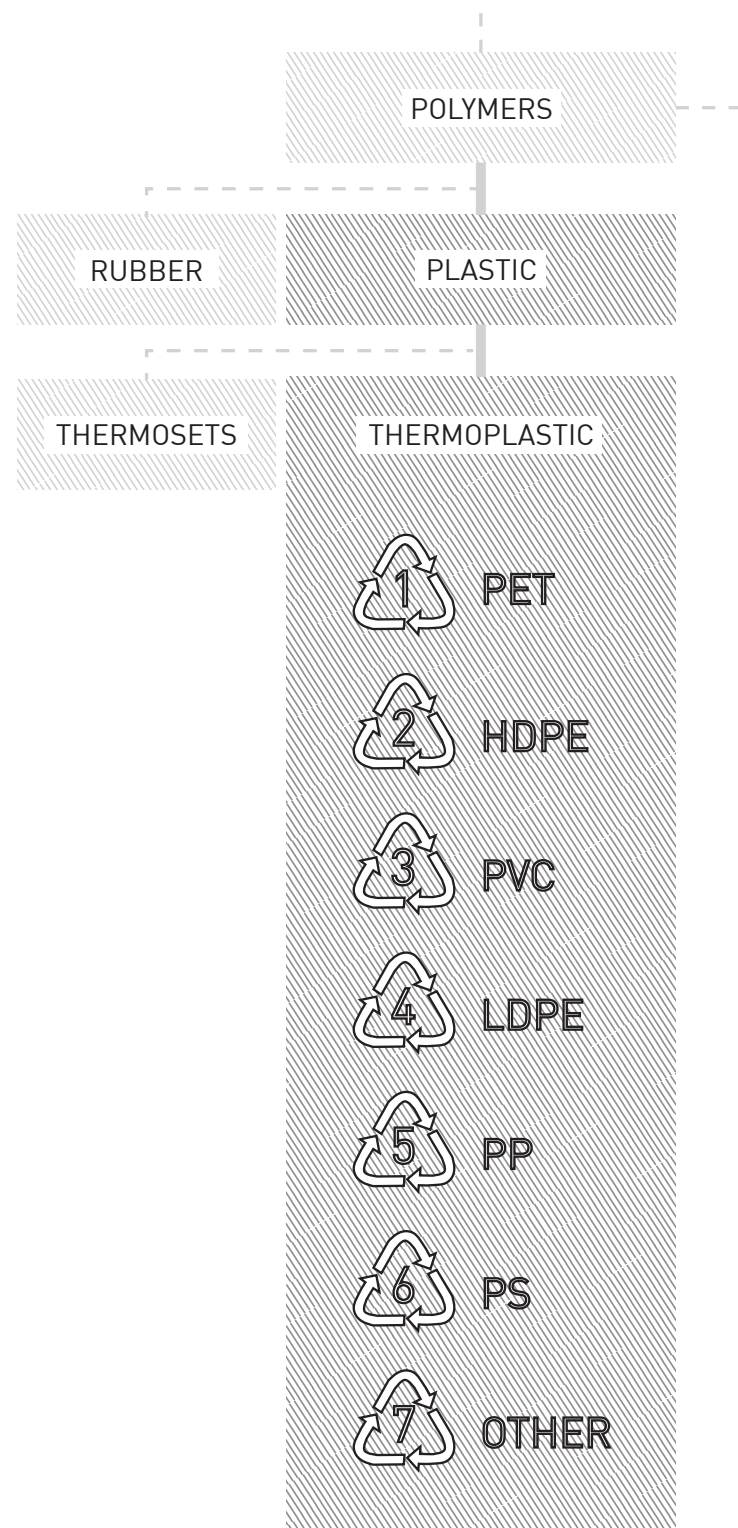 POLYMERS
RUBBER
PLASTIC
THERMOSETS
THERMOPLASTIC
1 PET
2 HDPE
3 PVC
4 LDPE
5 PP
6 PS
7 OTHER